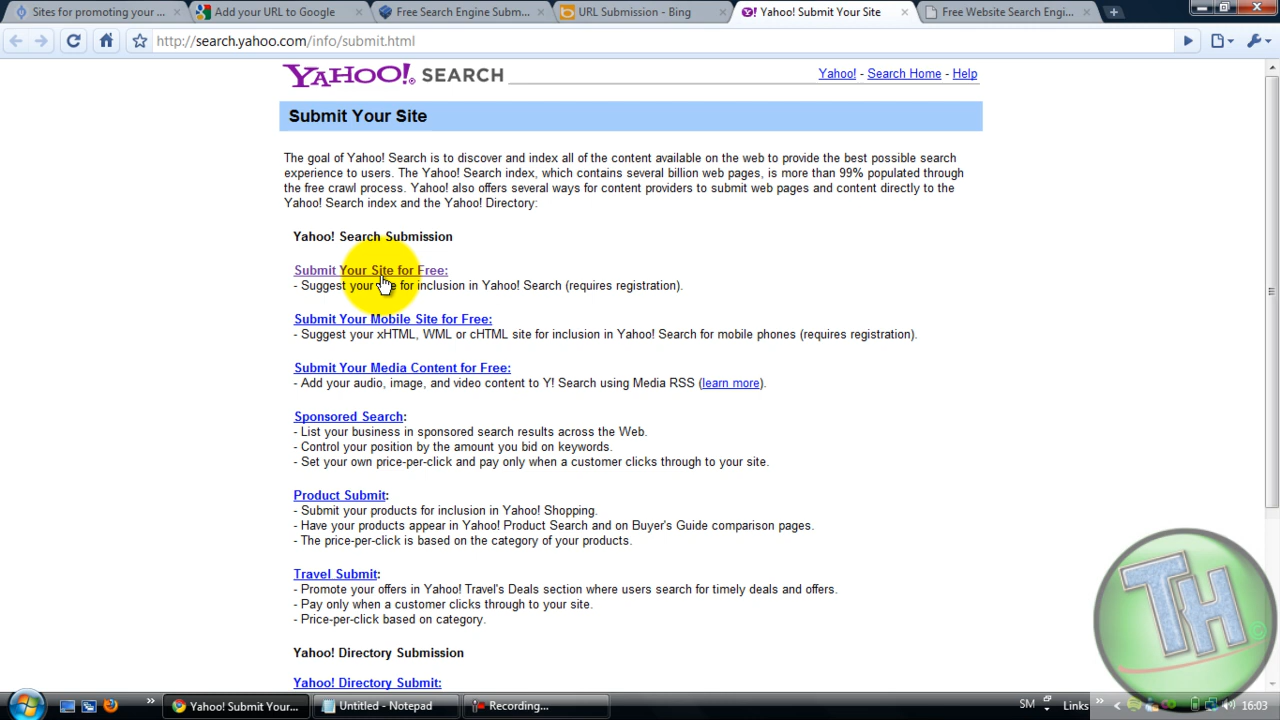 Sites for promoting your ...
Add your URL to Google
Free Search Engine Subm...
URL Submission - Bing
Yahoo! Submit Your Site
Free Website Search Engi...
http://search.yahoo.com/info/submit.html
YAHOO! SEARCH
Yahoo! - Search Home - Help
Submit Your Site
The goal of Yahoo! Search is to discover and index all of the content available on the web to provide the best possible search
experience to users. The Yahoo! Search index, which contains several billion web pages, is more than 99% populated through
the free crawl process. Yahoo! also offers several ways for content providers to submit web pages and content directly to the
Yahoo! Search index and the Yahoo! Directory:
Yahoo! Search Submission
Submit Your Site for Free:
- Suggest your site for inclusion in Yahoo! Search (requires registration).
Submit Your Mobile Site for Free:
- Suggest your xHTML, WML or cHTML site for inclusion in Yahoo! Search for mobile phones (requires registration).
Submit Your Media Content for Free:
- Add your audio, image, and video content to Y! Search using Media RSS (learn more).
Sponsored Search:
- List your business in sponsored search results across the Web.
- Control your position by the amount you bid on keywords.
- Set your own price-per-click and pay only when a customer clicks through to your site.
Product Submit:
- Submit your products for inclusion in Yahoo! Shopping.
- Have your products appear in Yahoo! Product Search and on Buyer's Guide comparison pages.
- The price-per-click is based on the category of your products.
Travel Submit:
- Promote your offers in Yahoo! Travel's Deals section where users search for timely deals and offers.
- Pay only when a customer clicks through to your site.
- Price-per-click based on category.
Yahoo! Directory Submission
Yahoo! Directory Submit:
TH ©
Yahoo! Submit Your...
Untitled - Notepad
Recording...
SM
Links
16:03